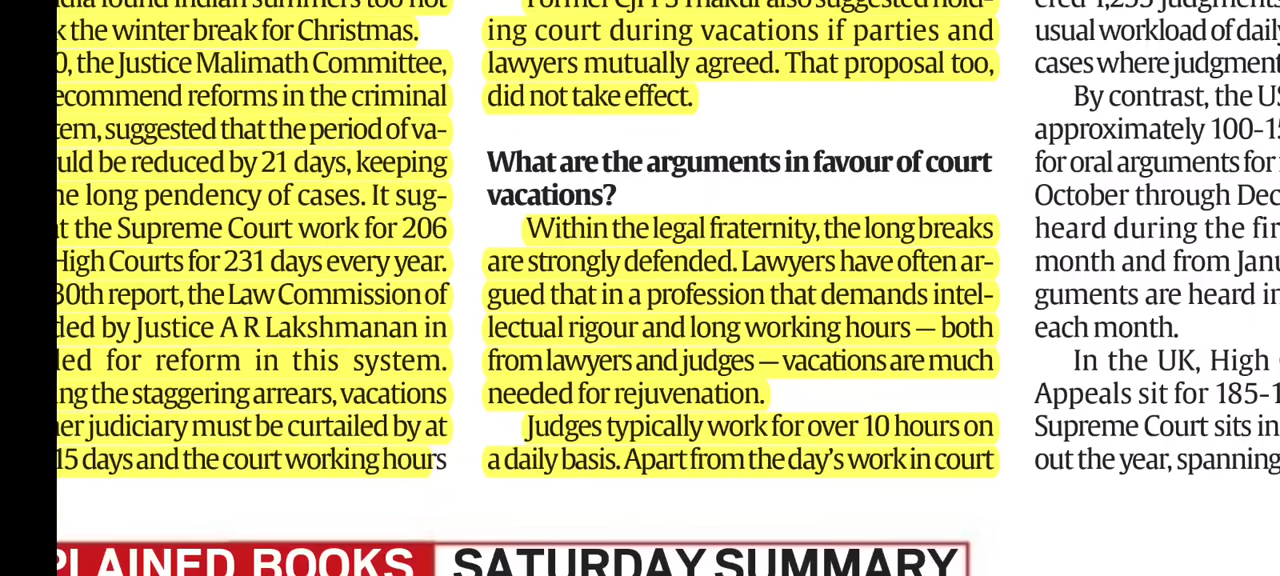 the winter break for Christmas.
the Justice Malimath Committee,
recommend reforms in the criminal
suggested that the period of va-
be reduced by 21 days, keeping
long pendency of cases. It sug-
the Supreme Court work for 206
High Courts for 231 days every year.
30th report, the Law Commission of
by Justice A R Lakshmanan in
for reform in this system.
the staggering arrears, vacations
judiciary must be curtailed by at
15 days and the court working hours
Former CJI T S Thakur also suggested hold-
ing court during vacations if parties and
lawyers mutually agreed. That proposal too,
did not take effect.
What are the arguments in favour of court
vacations?
Within the legal fraternity, the long breaks
are strongly defended. Lawyers have often ar-
gued that in a profession that demands intel-
lectual rigour and long working hours — both
from lawyers and judges — vacations are much
needed for rejuvenation.
Judges typically work for over 10 hours on
a daily basis. Apart from the day's work in court
usual workload of daily
cases where judgment
By contrast, the US
approximately 100-15
for oral arguments for
October through Dec
heard during the fir
month and from Janu
guments are heard in
each month.
In the UK, High
Appeals sit for 185-1
Supreme Court sits in
out the year, spanning
PLAINED BOOKS
SATURDAY SUMMARY